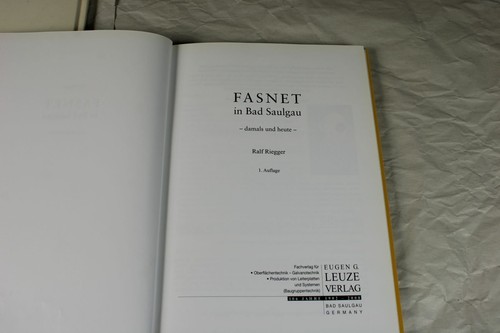 FASNET
in Bad Saulgau
– damals und heute –
Ralf Riegger
1. Auflage
Fachverlag für
• Oberflächentechnik – Galvanotechnik
• Produktion von Leiterplatten
und Systemen
(Baugruppentechnik)
EUGEN G.
LEUZE
VERLAG
BAD SAULGAU
GERMANY